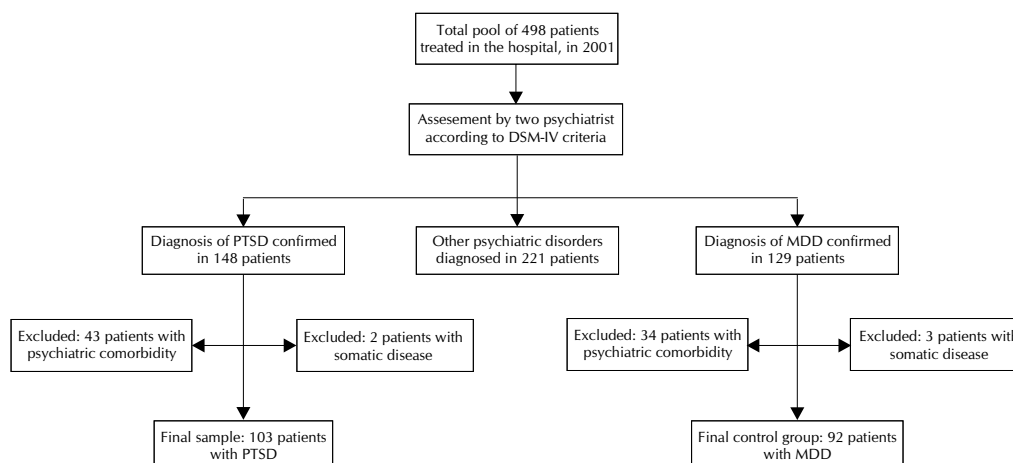 Total pool of 498 patients
treated in the hospital, in 2001
Assesement by two psychiatrist
according to DSM-IV criteria
Diagnosis of PTSD confirmed
in 148 patients
Other psychiatric disorders
diagnosed in 221 patients
Diagnosis of MDD confirmed
in 129 patients
Excluded: 43 patients with
psychiatric comorbidity
Excluded: 2 patients with
somatic disease
Excluded: 34 patients with
psychiatric comorbidity
Excluded: 3 patients with
somatic disease
Final sample: 103 patients
with PTSD
Final control group: 92 patients
with MDD